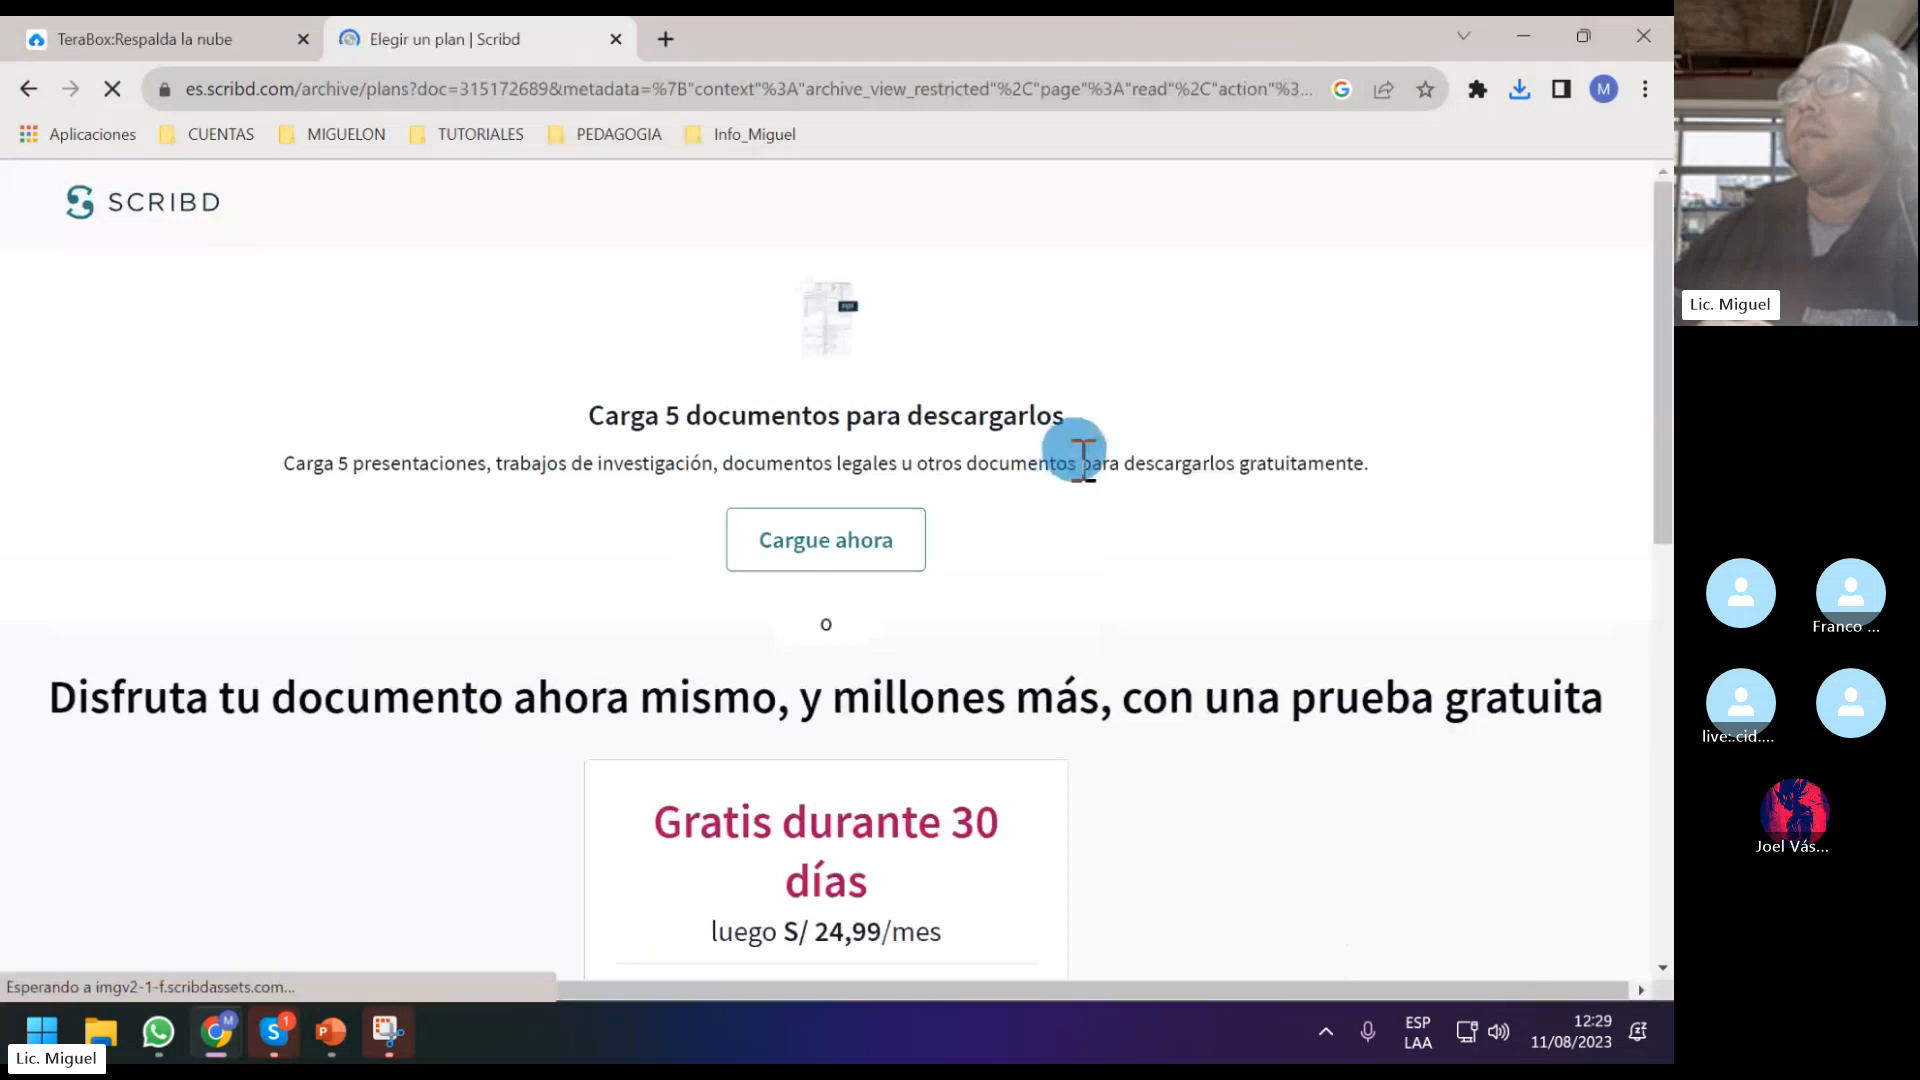 TeraBox:Respalda la nube
Elegir un plan | Scribd
es.scribd.com/archive/plans?doc=315172689&metadata=%7B"context"%3A"archive_view_restricted"%2C"page"%3A"read"%2C"action"%3...
M
Aplicaciones
CUENTAS
MIGUELON
TUTORIALES
PEDAGOGIA
Info_Miguel
SCRIBD
Carga 5 documentos para descargarlos
Carga 5 presentaciones, trabajos de investigación, documentos legales u otros documentos para descargarlos gratuitamente.
Cargue ahora
o
Disfruta tu documento ahora mismo, y millones más, con una prueba gratuita
Gratis durante 30
días
luego S/ 24,99/mes
Esperando a imgv2-1-f.scribdassets.com...
Lic. Miguel
Franco ...
live:.cid....
Joel Vás...
M
S
1
P
ESP
LAA
12:29
11/08/2023
Lic. Miguel